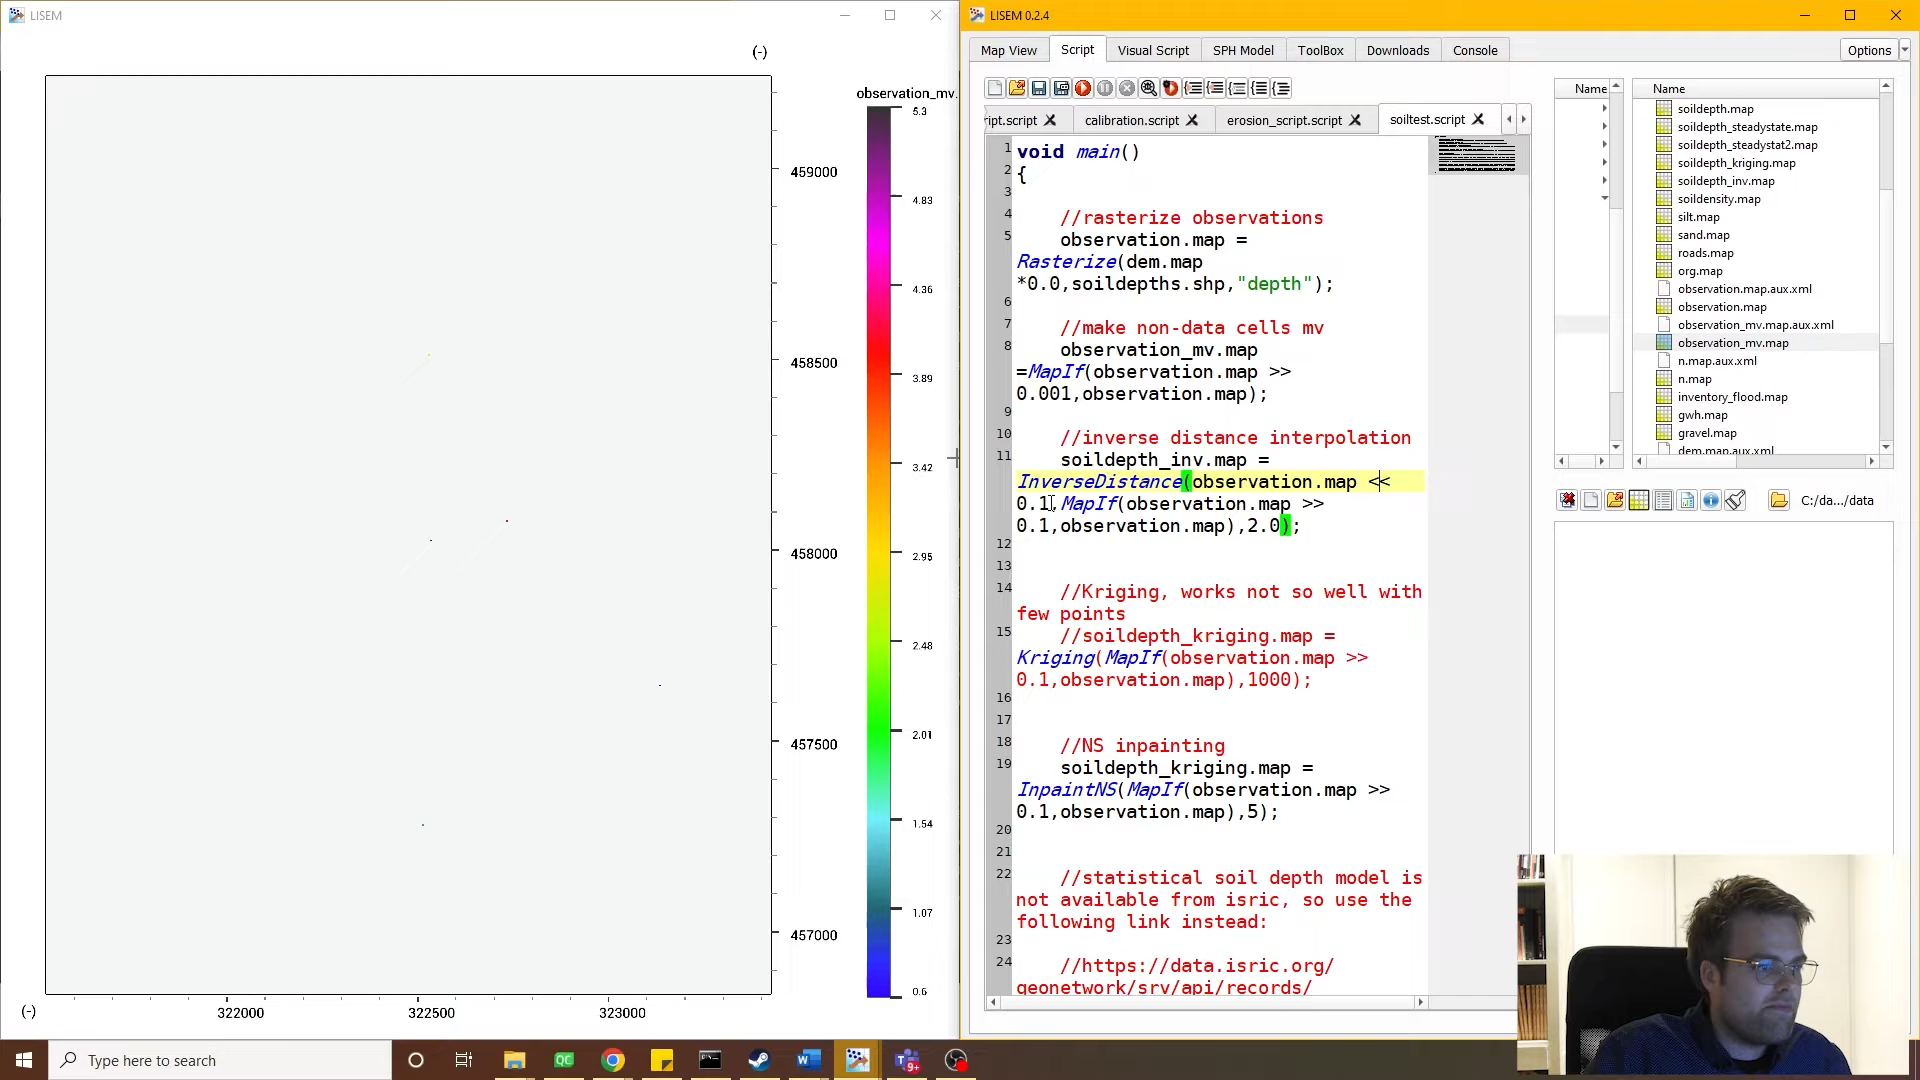 LISEM
(-)
observation_mv.
5.3
4.83
4.36
3.89
3.42
2.95
2.48
2.01
1.54
1.07
0.6
459000
458500
458000
457500
457000
(-)
322000
322500
323000
LISEM 0.2.4
Map View
Script
Visual Script
SPH Model
ToolBox
Downloads
Console
Options
ript.script
calibration.script
erosion_script.script
soiltest.script
1 void main()
2 {
3
4 //rasterize observations
5 observation.map =
Rasterize(dem.map
*0.0,soildepths.shp,"depth");
6
7 //make non-data cells mv
8 observation_mv.map
=MapIf(observation.map >>
0.001,observation.map);
9
10 //inverse distance interpolation
11 soildepth_inv.map =
InverseDistance(observation.map <<
0.1,MapIf(observation.map >>
0.1,observation.map),2.0);
12
13
14 //Kriging, works not so well with
few points
15 //soildepth_kriging.map =
Kriging(MapIf(observation.map >>
0.1,observation.map),1000);
16
17
18 //NS inpainting
19 soildepth_kriging.map =
InpaintNS(MapIf(observation.map >>
0.1,observation.map),5);
20
21
22 //statistical soil depth model is
not available from isric, so use the
following link instead:
23
24 //https://data.isric.org/
geonetwork/srv/api/records/
Name
Name
soildepth.map
soildepth_steadystate.map
soildepth_steadystat2.map
soildepth_kriging.map
soildepth_inv.map
soildensity.map
silt.map
sand.map
roads.map
org.map
observation.map.aux.xml
observation.map
observation_mv.map.aux.xml
observation_mv.map
n.map.aux.xml
n.map
inventory_flood.map
gwh.map
gravel.map
dem.map.aux.xml
C:/da.../data
Type here to search
QC
9+